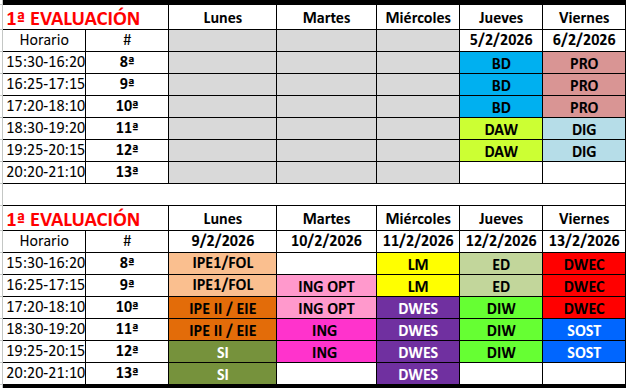 1ª EVALUACIÓN Lunes Martes Miércoles Jueves Viernes
Horario # 5/2/2026 6/2/2026
15:30-16:20 8ª BD PRO
16:25-17:15 9ª BD PRO
17:20-18:10 10ª BD PRO
18:30-19:20 11ª DAW DIG
19:25-20:15 12ª DAW DIG
20:20-21:10 13ª
1ª EVALUACIÓN Lunes Martes Miércoles Jueves Viernes
Horario # 9/2/2026 10/2/2026 11/2/2026 12/2/2026 13/2/2026
15:30-16:20 8ª IPE1/FOL LM ED DWEC
16:25-17:15 9ª IPE1/FOL ING OPT LM ED DWEC
17:20-18:10 10ª IPE II / EIE ING OPT DWES DIW DWEC
18:30-19:20 11ª IPE II / EIE ING DWES DIW SOST
19:25-20:15 12ª SI ING DWES DIW SOST
20:20-21:10 13ª SI DWES